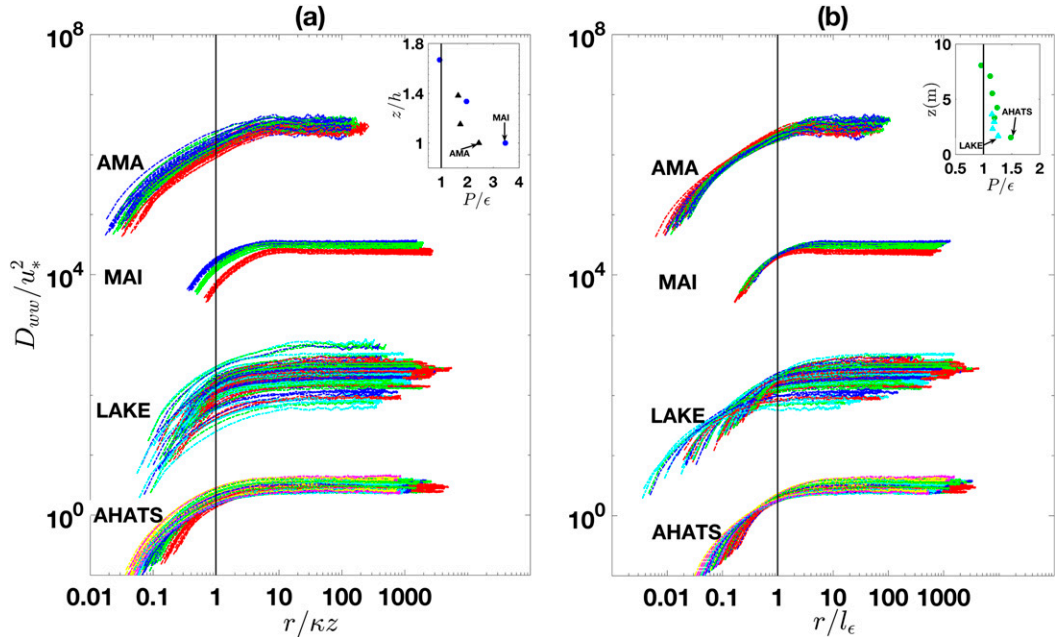 (a)
10^8
10^4
10^0
D_{ww}/u_*^2
AMA
MAI
LAKE
AHATS
1.8
1.4
1
z/h
MAI
AMA
1 2 3 4
P/ϵ
0.01 0.1 1 10 100 1000
r/κz
(b)
10^8
10^4
10^0
AMA
MAI
LAKE
AHATS
10
5
0
z(m)
AHATS
LAKE
0.5 1 1.5 2
P/ϵ
0.01 0.1 1 10 100 1000
r/l_ϵ